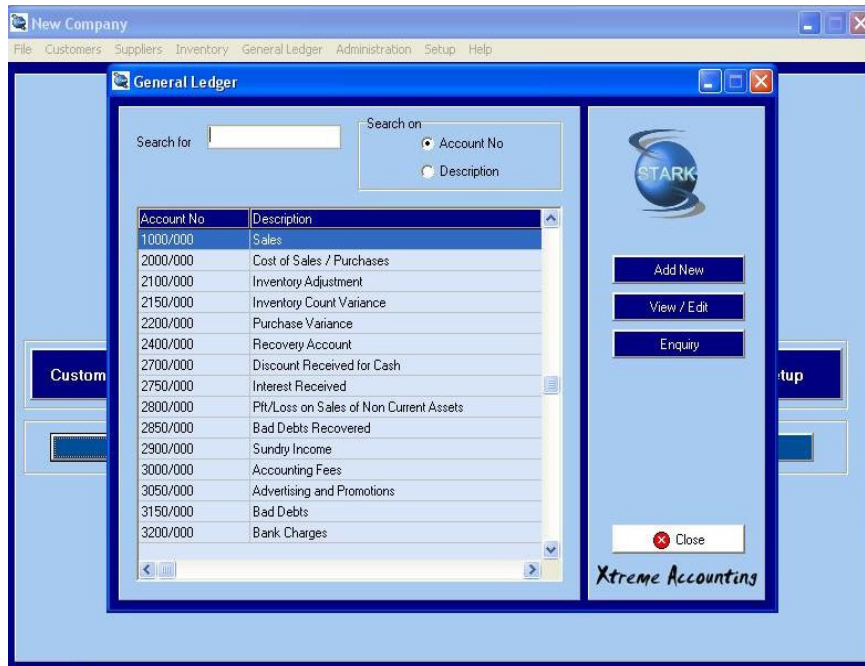 New Company
File Customers Suppliers Inventory General Ledger Administration Setup Help
General Ledger
Search for
Search on
Account No
Description
STARK
Account No Description
1000/000 Sales
2000/000 Cost of Sales / Purchases
2100/000 Inventory Adjustment
2150/000 Inventory Count Variance
2200/000 Purchase Variance
2400/000 Recovery Account
2700/000 Discount Received for Cash
2750/000 Interest Received
2800/000 Pft/Loss on Sales of Non Current Assets
2850/000 Bad Debts Recovered
2900/000 Sundry Income
3000/000 Accounting Fees
3050/000 Advertising and Promotions
3150/000 Bad Debts
3200/000 Bank Charges
Add New
View / Edit
Enquiry
Close
Xtreme Accounting
Custom
tup